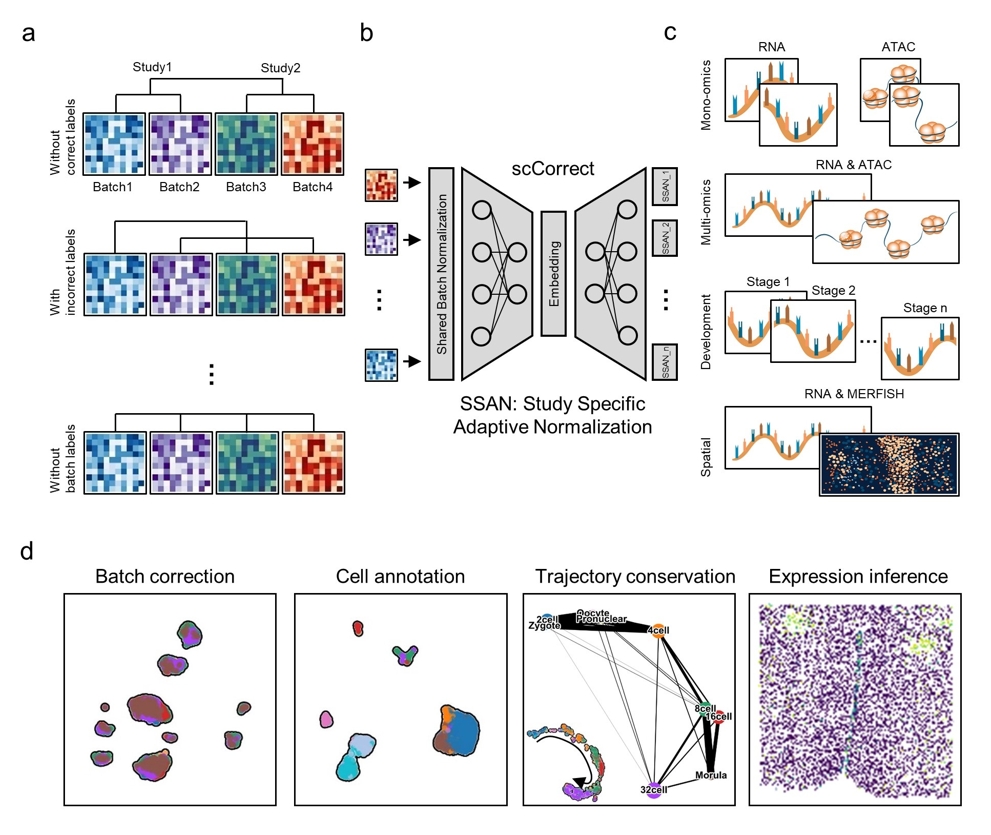 a
Study1
Study2
Without
correct labels
Batch1
Batch2
Batch3
Batch4
With
incorrect labels
⋮
Without
batch labels
b
scCorrect
Shared Batch Normalization
Embedding
SSAN_1
SSAN_2
⋮
⋮
SSAN_n
SSAN: Study Specific
Adaptive Normalization
c
RNA
ATAC
Mono-omics
RNA & ATAC
Multi-omics
Stage 1
Stage 2
Stage n
...
Development
RNA & MERFISH
Spatial
d
Batch correction
Cell annotation
Trajectory conservation
Expression inference
Oocyte
2cell
Pronuclear
Zygote
4cell
8cell
16cell
Morula
32cell